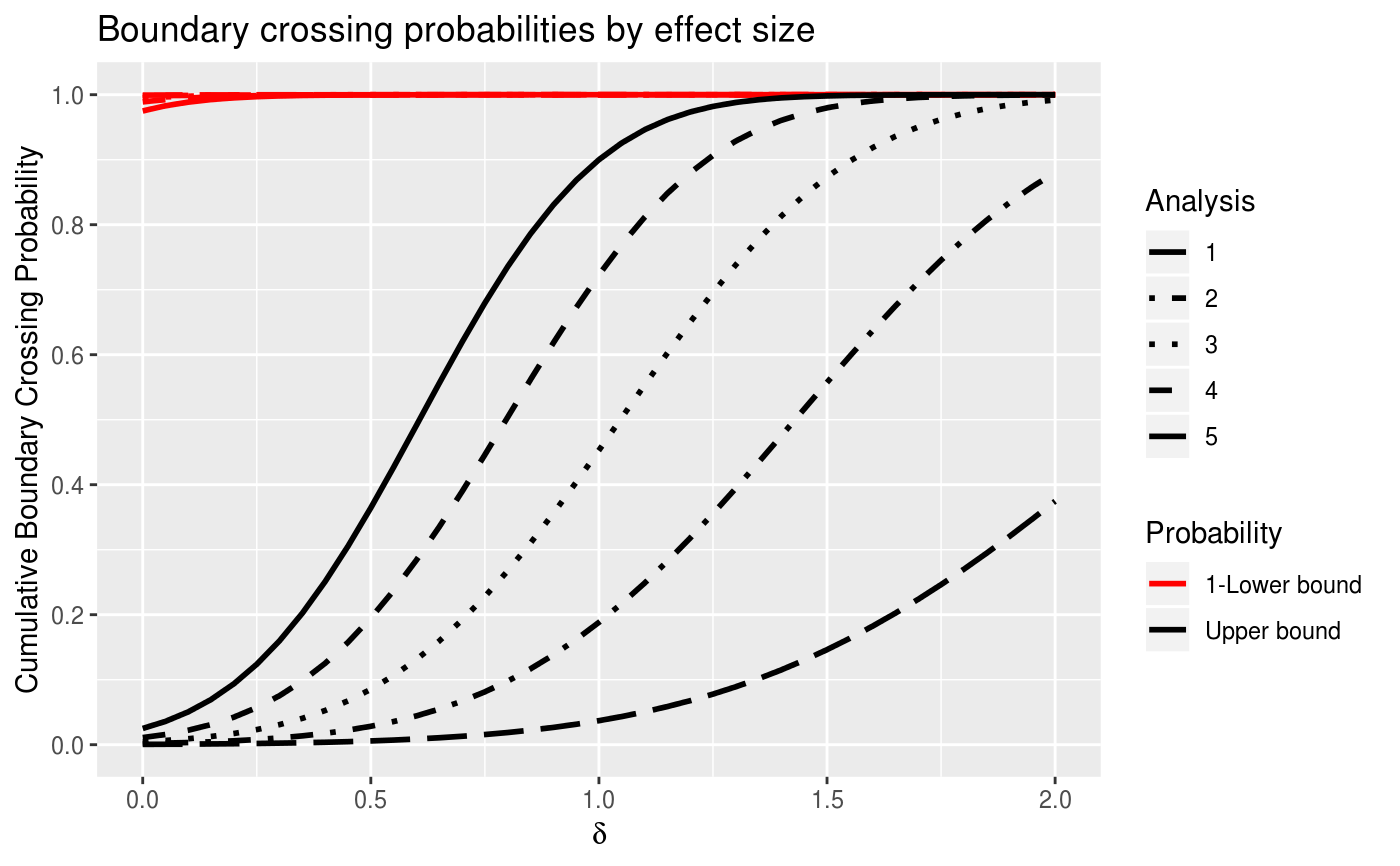 Boundary crossing probabilities by effect size
Cumulative Boundary Crossing Probability
1.0
0.8
0.6
0.4
0.2
0.0
0.0 0.5 1.0 1.5 2.0
δ
Analysis
1
2
3
4
5
Probability
1-Lower bound
Upper bound